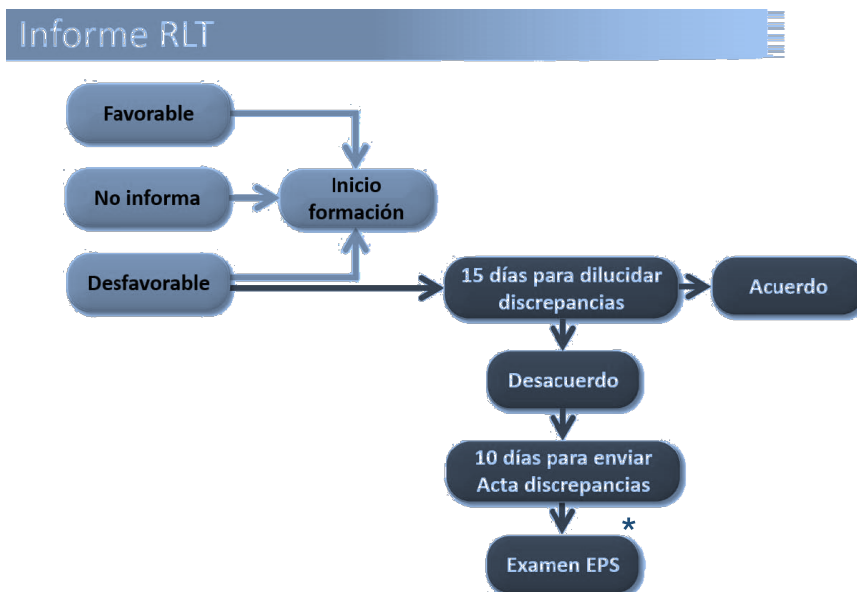 Informe RLT
Favorable
No informa
Inicio
formación
Desfavorable
15 días para dilucidar
discrepancias
Acuerdo
Desacuerdo
10 días para enviar
Acta discrepancias
*
Examen EPS